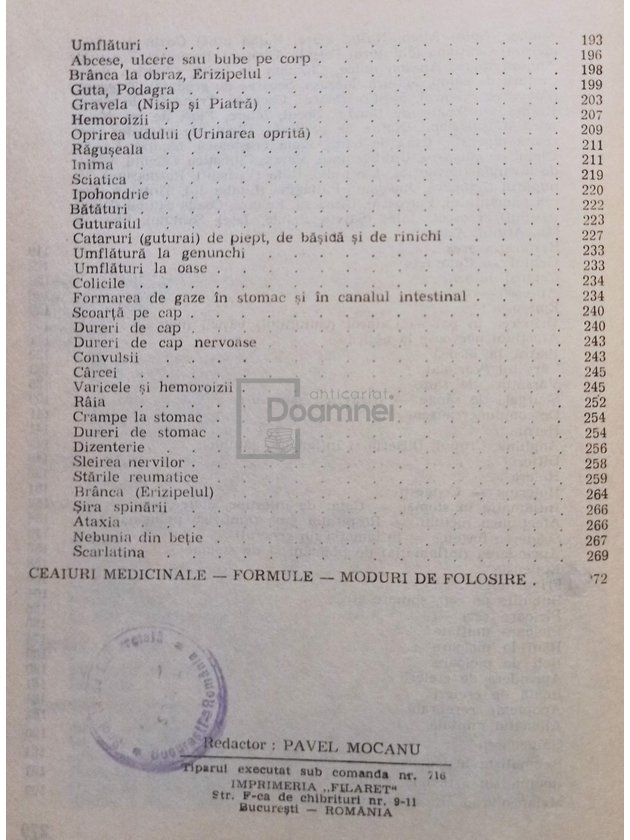 Umflături . . . . . . . . . . . . . . 193
Abcese, ulcere sau bube pe corp . . . . . . . . 196
Brânca la obraz, Erizipelul . . . . . . . . . . 198
Guta, Podagra . . . . . . . . . . . . . 199
Gravela (Nisip și Piatră) . . . . . . . . . . 203
Hemoroizii . . . . . . . . . . . . . . 207
Oprirea udului (Urinarea oprită) . . . . . . . . 209
Răgușeala . . . . . . . . . . . . . . 211
Inima . . . . . . . . . . . . . . . 211
Sciatica . . . . . . . . . . . . . . . 219
Ipohondrie . . . . . . . . . . . . . . 220
Bătături . . . . . . . . . . . . . . . 222
Guturaiul . . . . . . . . . . . . . . 223
Cataruri (guturai) de piept, de bășidă și de rinichi . . . . . 227
Umflătură la genunchi . . . . . . . . . . . 233
Umflături la oase . . . . . . . . . . . . 233
Colicile . . . . . . . . . . . . . . . 234
Formarea de gaze în stomac și în canalul intestinal . . . . 234
Scoarță pe cap . . . . . . . . . . . . . 240
Dureri de cap . . . . . . . . . . . . . 240
Dureri de cap nervoase . . . . . . . . . . . 243
Convulsii . . . . . . . . . . . . . . 243
Cârcei . . . . . . . . . . . . . . . 245
Varicele și hemoroizii . . . . . . . . . . . 245
Râia . . . . . . . . . . . . . . . . 252
Crampe la stomac . . . . . . . . . . . . 254
Dureri de stomac . . . . . . . . . . . . 254
Dizenterie . . . . . . . . . . . . . . 256
Sleirea nervilor . . . . . . . . . . . . . 258
Stările reumatice . . . . . . . . . . . . 259
Brânca (Erizipelul) . . . . . . . . . . . . 264
Șira spinării . . . . . . . . . . . . . . 266
Ataxia . . . . . . . . . . . . . . . 266
Nebunia din beție . . . . . . . . . . . . 267
Scarlatina . . . . . . . . . . . . . . 269
CEAIURI MEDICINALE — FORMULE — MODURI DE FOLOSIRE . 272
anticariat
Doamnei
Redactor : PAVEL MOCANU
Tiparul executat sub comanda nr. 716
IMPRIMERIA „FILARET"
Str. F-ca de chibrituri nr. 9-11
București — ROMÂNIA